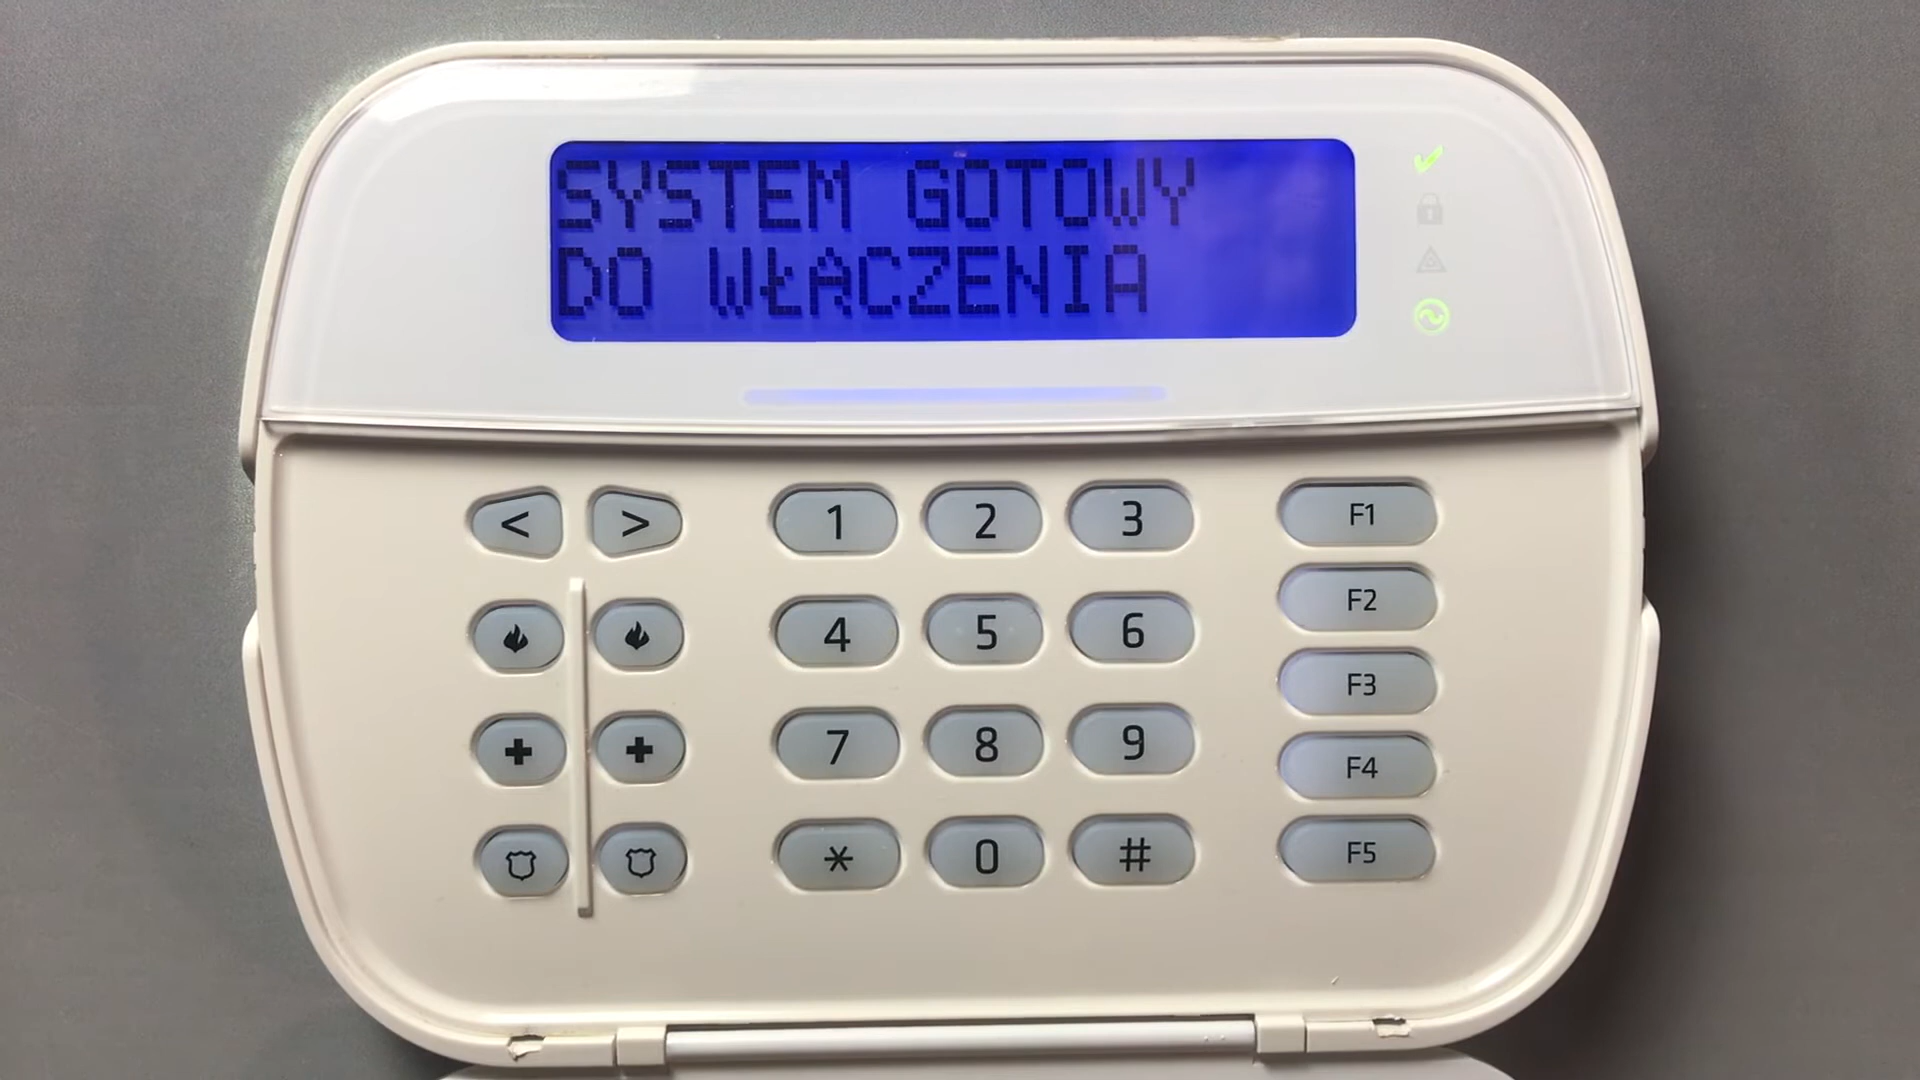 SYSTEM GOTOWY
DO WŁĄCZENIA
< > 1 2 3 F1
4 5 6 F2
F3
7 8 9 F4
* 0 # F5